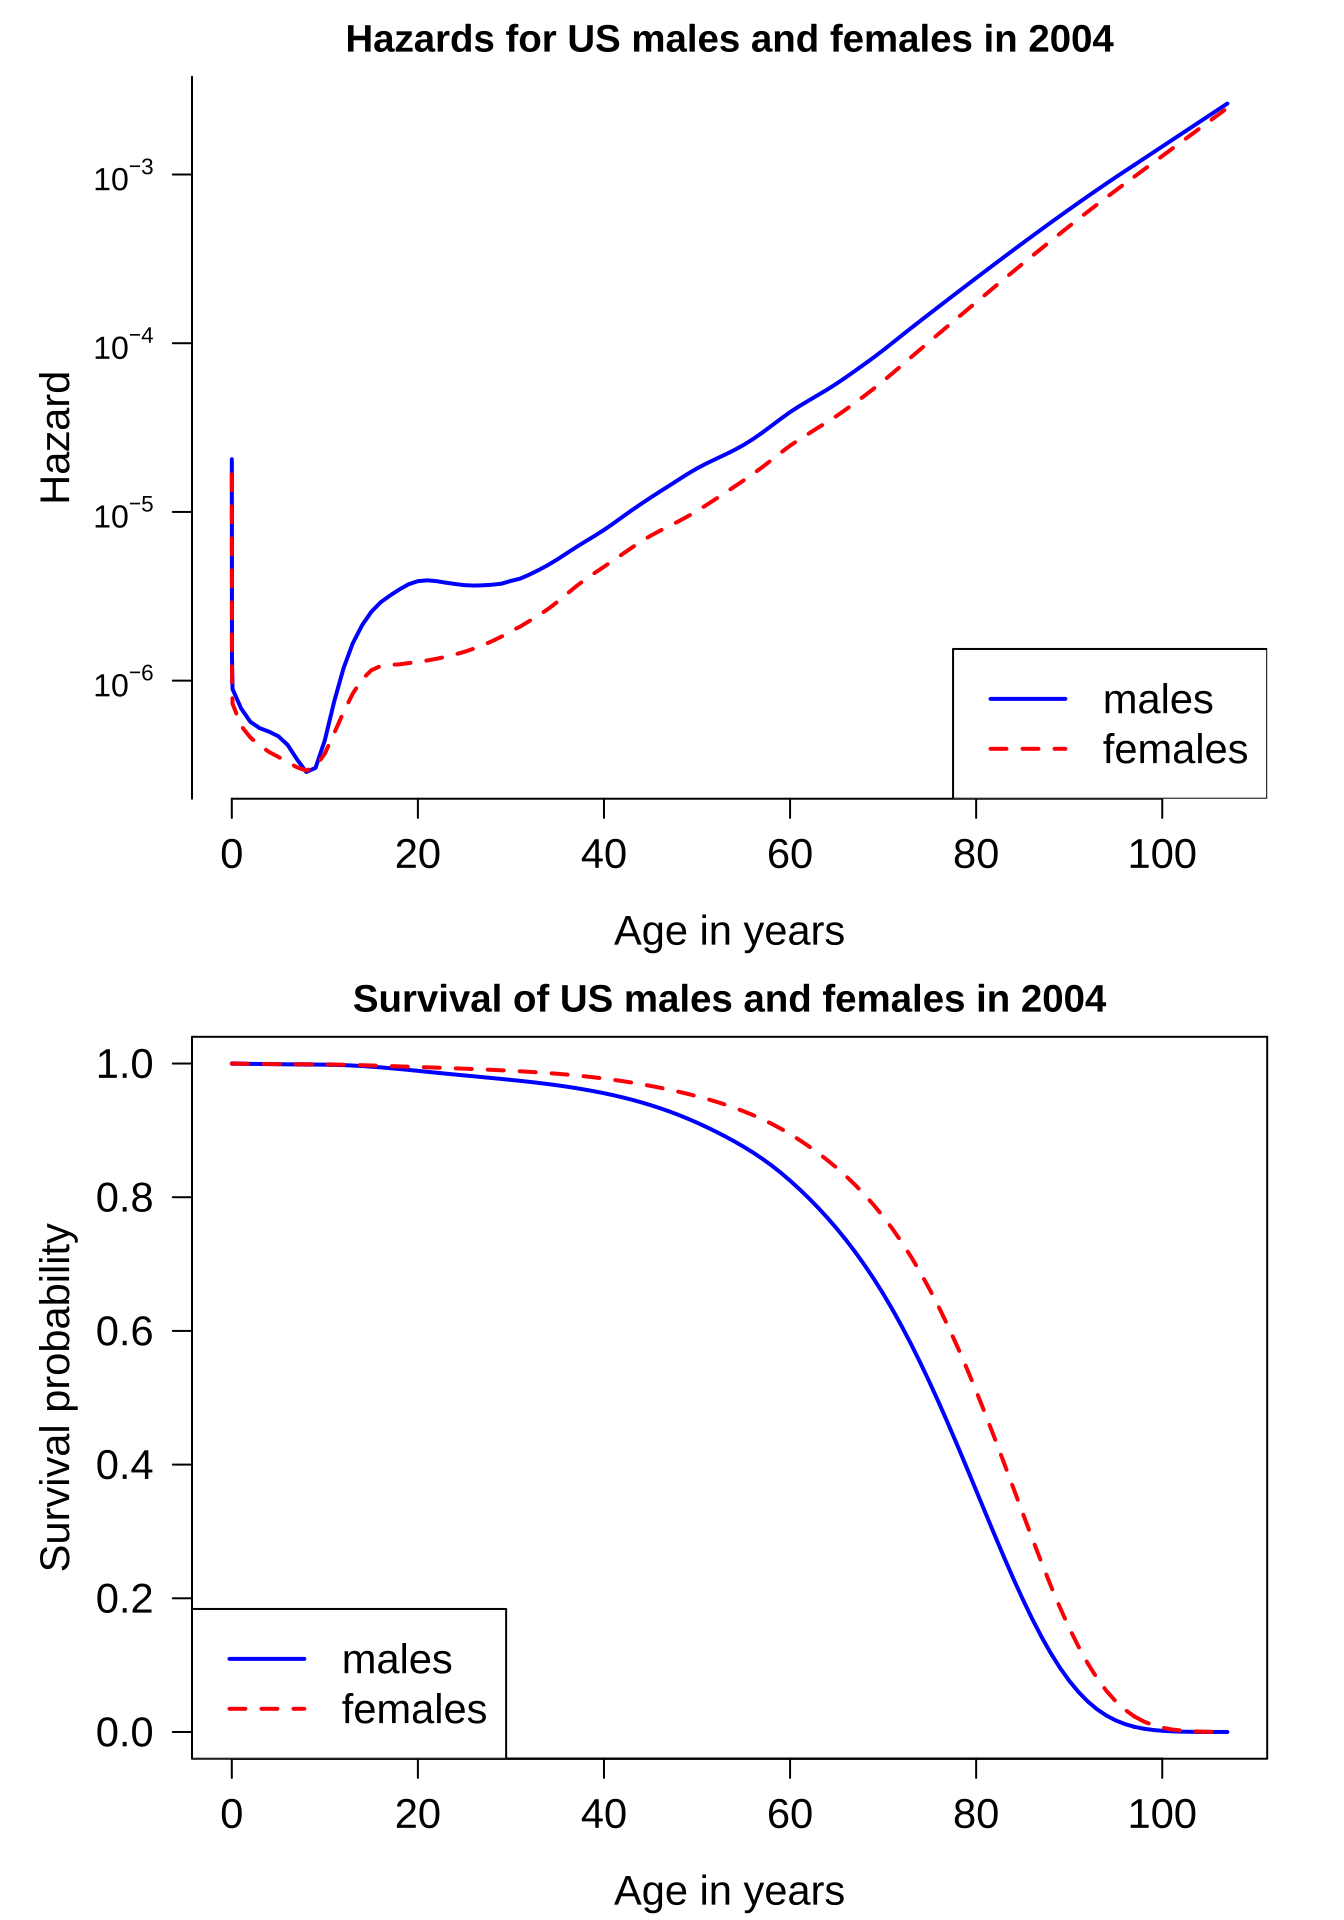 Hazards for US males and females in 2004
Hazard
10⁻³
10⁻⁴
10⁻⁵
10⁻⁶
males
females
0 20 40 60 80 100
Age in years
Survival of US males and females in 2004
Survival probability
1.0
0.8
0.6
0.4
0.2
0.0
males
females
0 20 40 60 80 100
Age in years